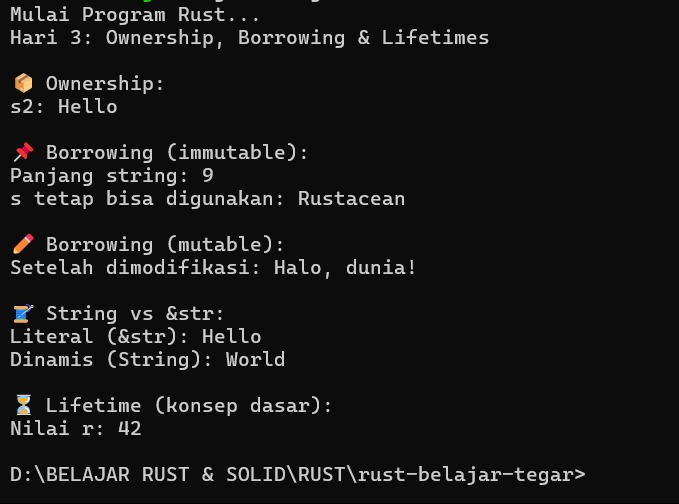 Mulai Program Rust...
Hari 3: Ownership, Borrowing & Lifetimes
📦 Ownership:
s2: Hello
📌 Borrowing (immutable):
Panjang string: 9
s tetap bisa digunakan: Rustacean
✏️ Borrowing (mutable):
Setelah dimodifikasi: Halo, dunia!
🧵 String vs &str:
Literal (&str): Hello
Dinamis (String): World
⏳ Lifetime (konsep dasar):
Nilai r: 42
D:\BELAJAR RUST & SOLID\RUST\rust-belajar-tegar>